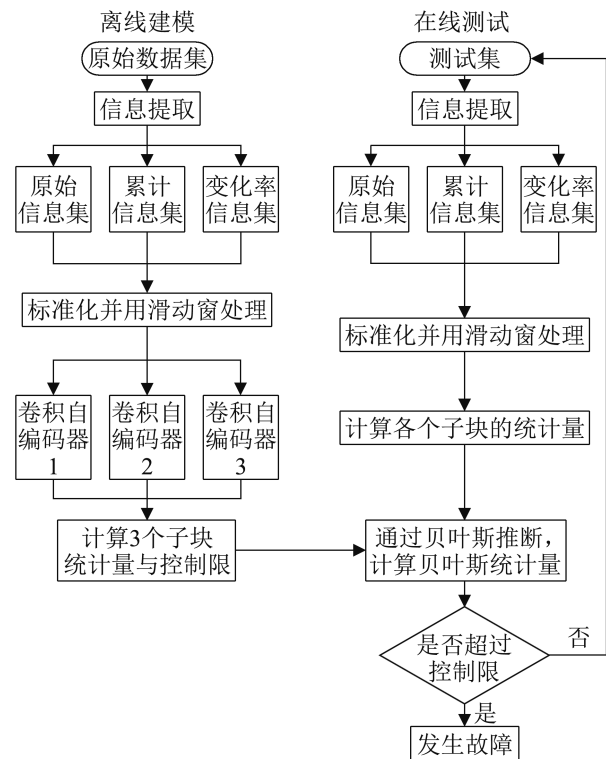 离线建模
原始数据集
信息提取
原始
信息集
累计
信息集
变化率
信息集
标准化并用滑动窗处理
卷积自
编码器
1
卷积自
编码器
2
卷积自
编码器
3
计算3个子块
统计量与控制限
在线测试
测试集
信息提取
原始
信息集
累计
信息集
变化率
信息集
标准化并用滑动窗处理
计算各个子块的统计量
通过贝叶斯推断，
计算贝叶斯统计量
是否超过
控制限
否
是
发生故障